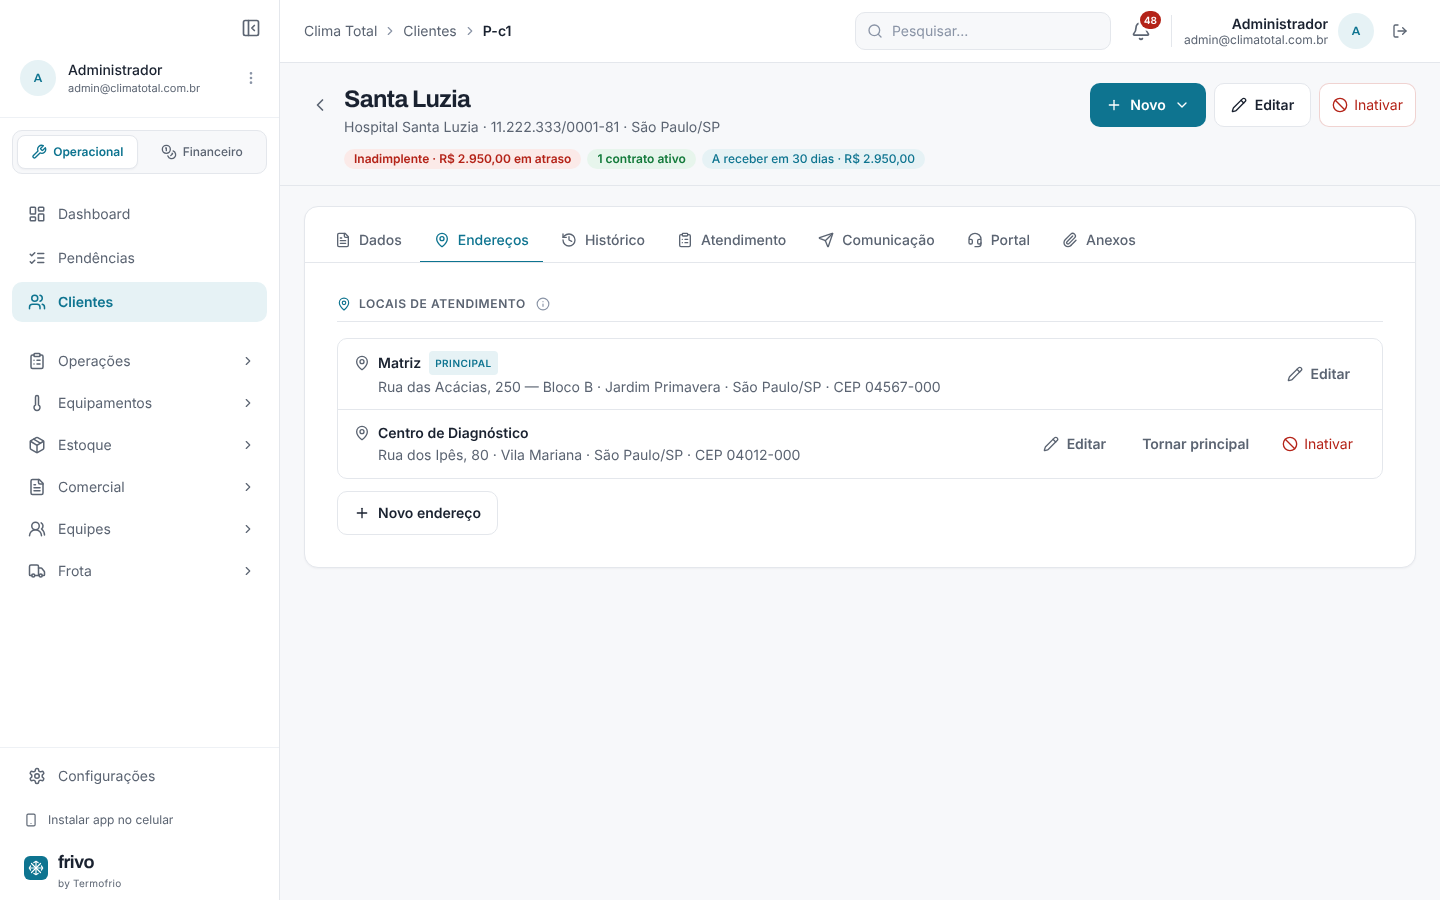 A
Administrador
admin@climatotal.com.br
Operacional
Financeiro
Dashboard
Pendências
Clientes
Operações
Equipamentos
Estoque
Comercial
Equipes
Frota
Configurações
Instalar app no celular
frivo
by Termofrio
Clima Total
Clientes
P-c1
Pesquisar...
48
Administrador
admin@climatotal.com.br
A
Santa Luzia
Hospital Santa Luzia · 11.222.333/0001-81 · São Paulo/SP
Inadimplente · R$ 2.950,00 em atraso
1 contrato ativo
A receber em 30 dias · R$ 2.950,00
Novo
Editar
Inativar
Dados
Endereços
Histórico
Atendimento
Comunicação
Portal
Anexos
LOCAIS DE ATENDIMENTO
Matriz PRINCIPAL
Rua das Acácias, 250 — Bloco B · Jardim Primavera · São Paulo/SP · CEP 04567-000
Editar
Centro de Diagnóstico
Rua dos Ipês, 80 · Vila Mariana · São Paulo/SP · CEP 04012-000
Editar
Tornar principal
Inativar
Novo endereço